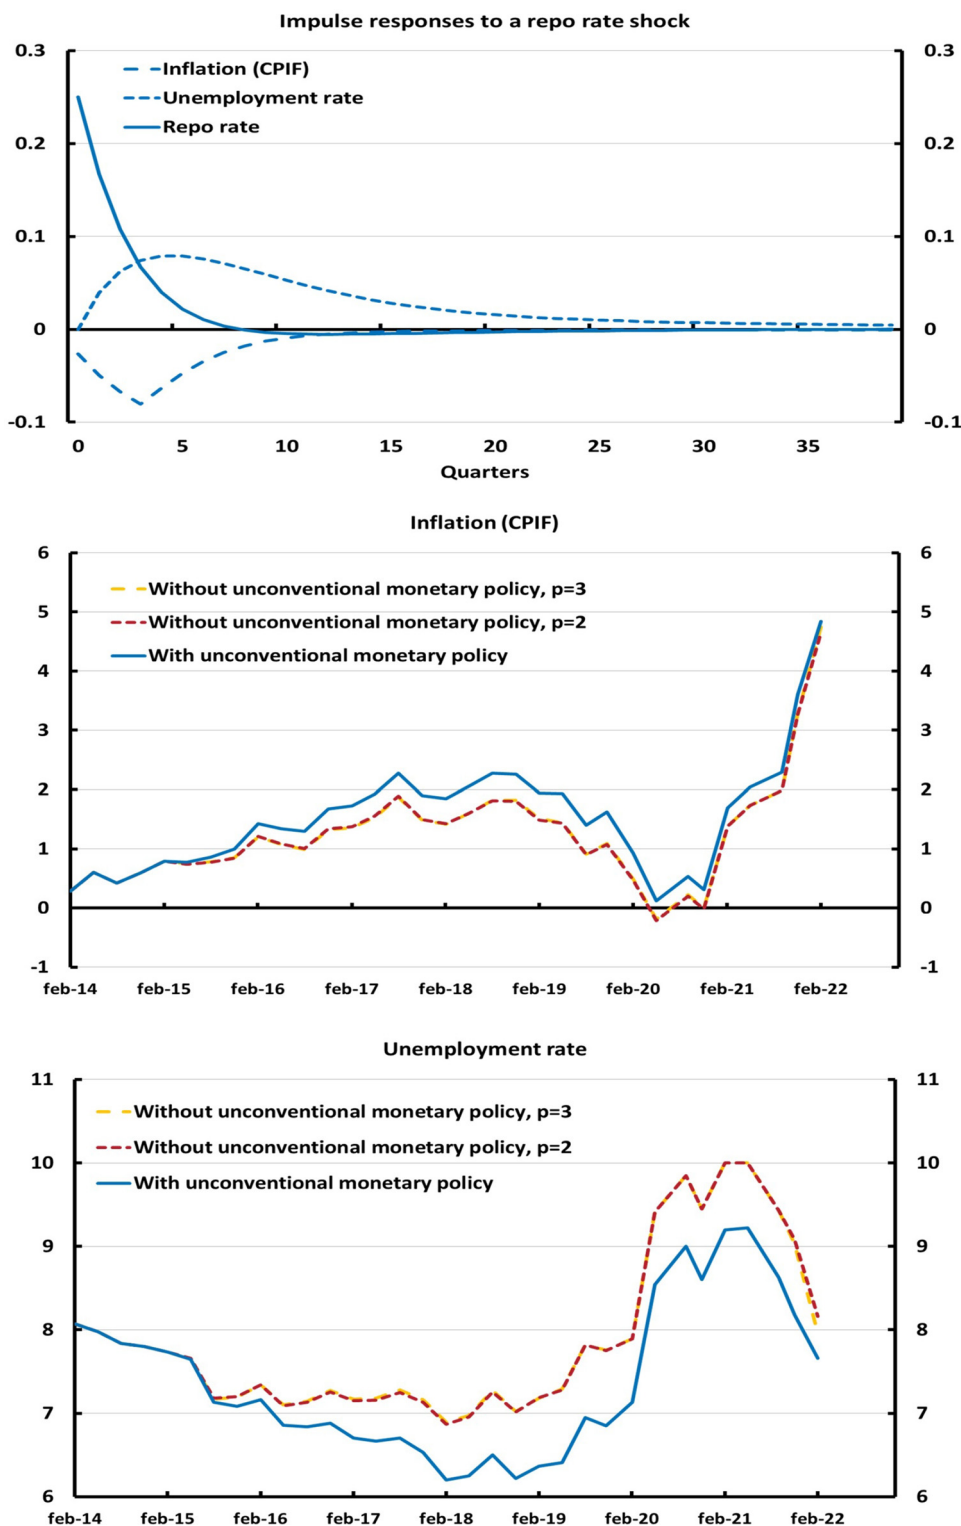 Impulse responses to a repo rate shock
0.3 0.3
Inflation (CPIF)
Unemployment rate
Repo rate
0.2 0.2
0.1 0.1
0 0
-0.1 -0.1
0 5 10 15 20 25 30 35
Quarters
Inflation (CPIF)
6 6
Without unconventional monetary policy, p=3
5 5
Without unconventional monetary policy, p=2
With unconventional monetary policy
4 4
3 3
2 2
1 1
0 0
-1 -1
feb-14 feb-15 feb-16 feb-17 feb-18 feb-19 feb-20 feb-21 feb-22
Unemployment rate
11 11
Without unconventional monetary policy, p=3
Without unconventional monetary policy, p=2
10 10
With unconventional monetary policy
9 9
8 8
7 7
6 6
feb-14 feb-15 feb-16 feb-17 feb-18 feb-19 feb-20 feb-21 feb-22